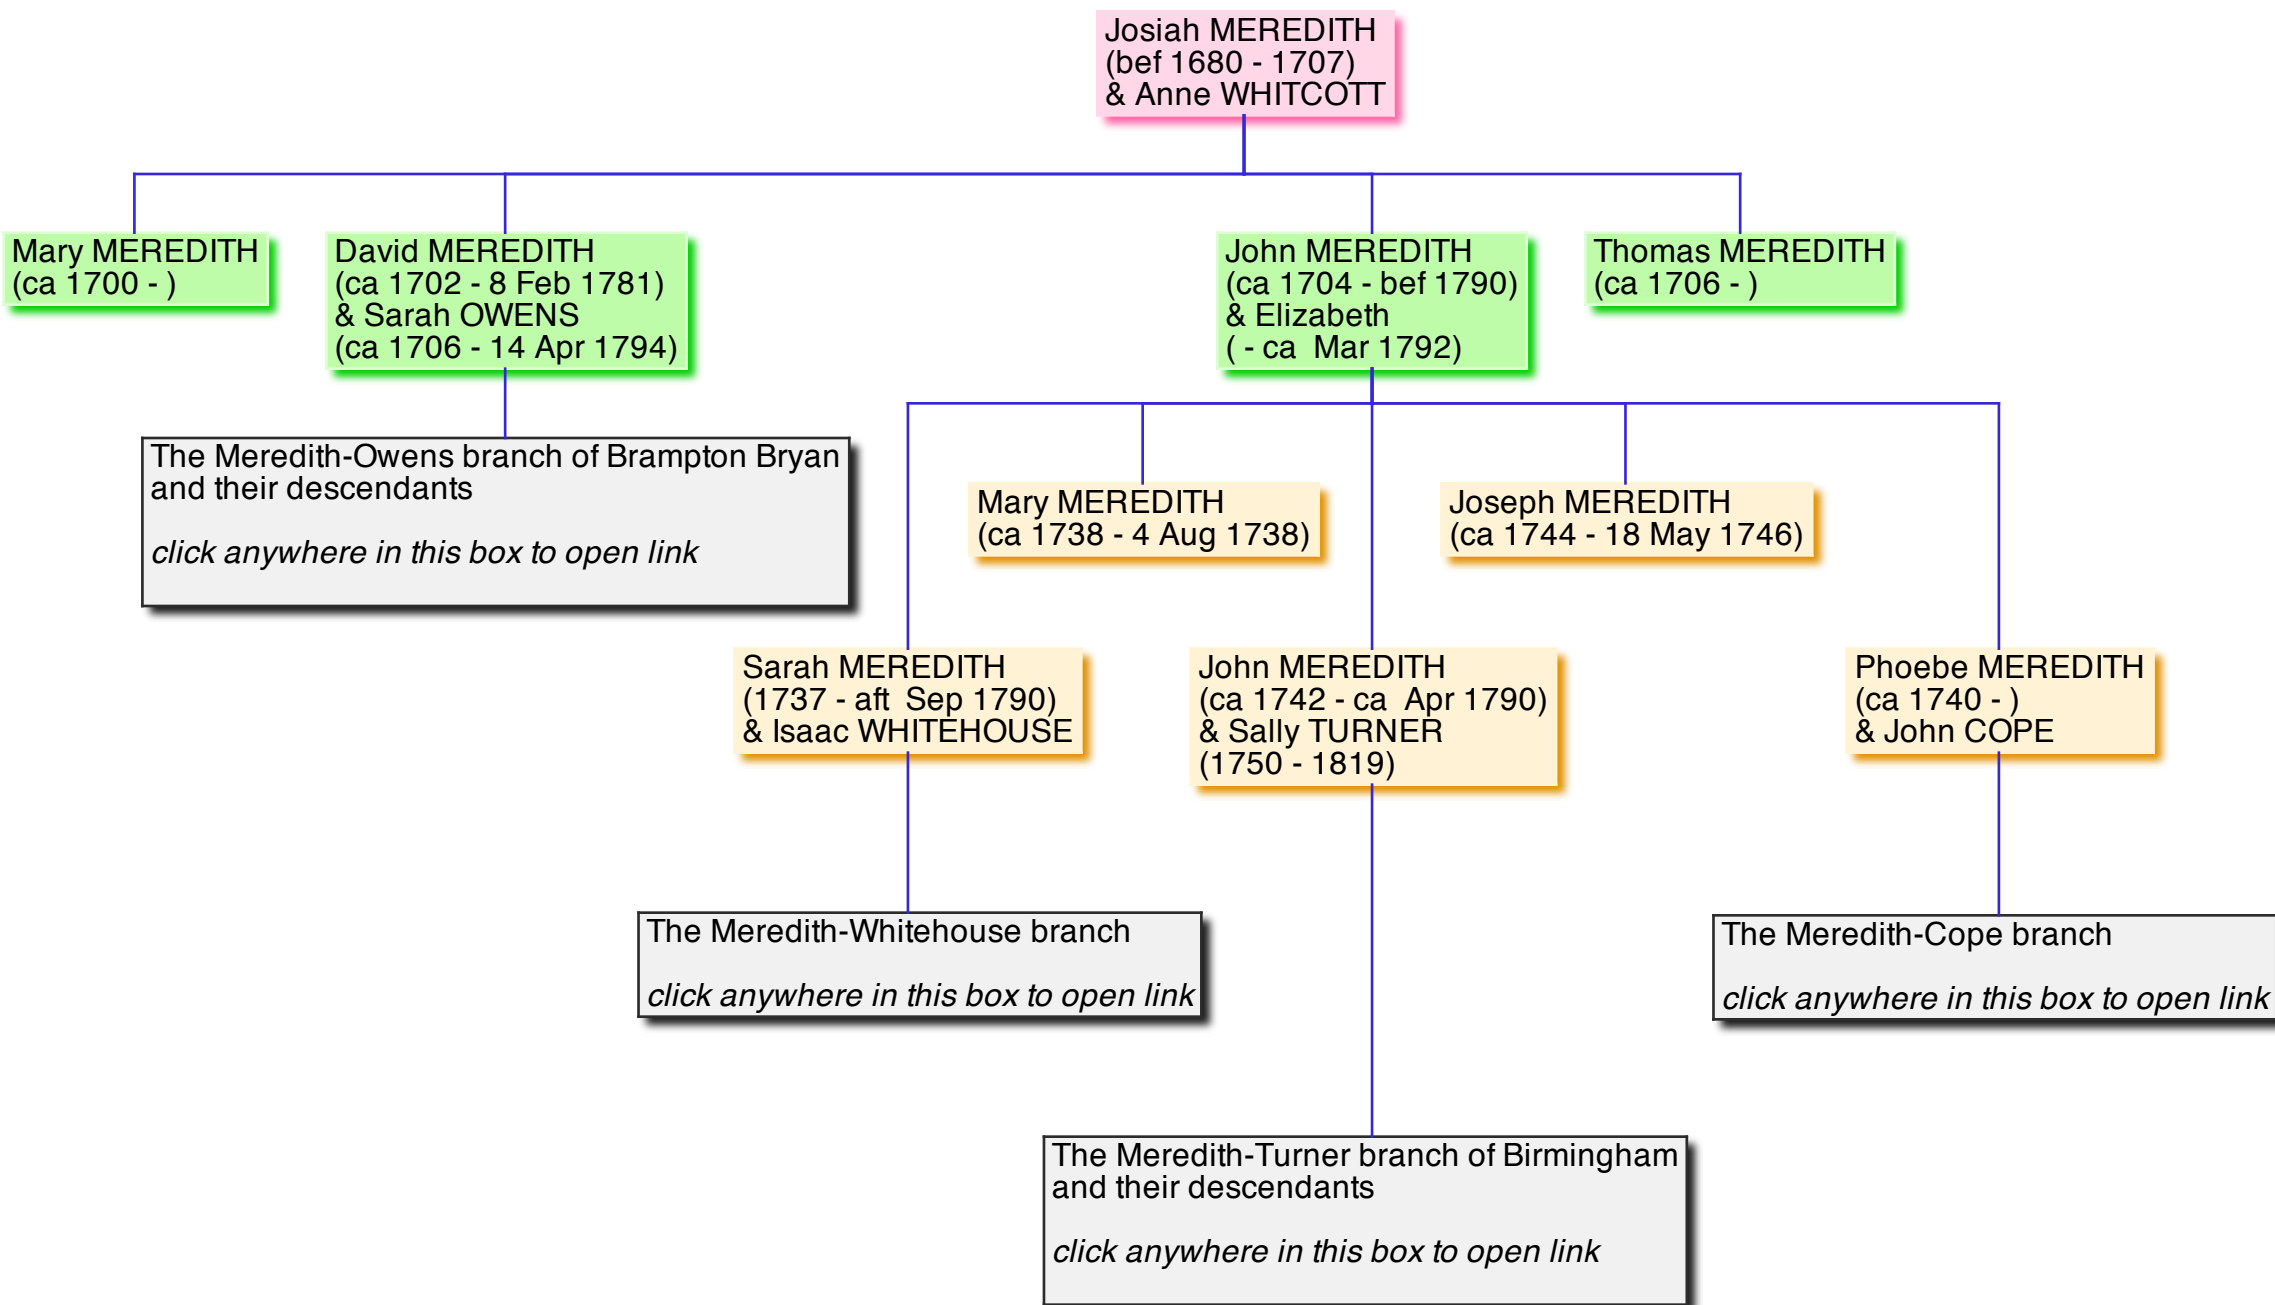 Josiah MEREDITH
(bef 1680 - 1707)
& Anne WHITCOTT
Mary MEREDITH
(ca 1700 - )
David MEREDITH
(ca 1702 - 8 Feb 1781)
& Sarah OWENS
(ca 1706 - 14 Apr 1794)
John MEREDITH
(ca 1704 - bef 1790)
& Elizabeth
( - ca  Mar 1792)
Thomas MEREDITH
(ca 1706 - )
The Meredith-Owens branch of Brampton Bryan
and their descendants
click anywhere in this box to open link
Mary MEREDITH
(ca 1738 - 4 Aug 1738)
Joseph MEREDITH
(ca 1744 - 18 May 1746)
Sarah MEREDITH
(1737 - aft  Sep 1790)
& Isaac WHITEHOUSE
John MEREDITH
(ca 1742 - ca  Apr 1790)
& Sally TURNER
(1750 - 1819)
Phoebe MEREDITH
(ca 1740 - )
& John COPE
The Meredith-Whitehouse branch
click anywhere in this box to open link
The Meredith-Cope branch
click anywhere in this box to open link
The Meredith-Turner branch of Birmingham
and their descendants
click anywhere in this box to open link